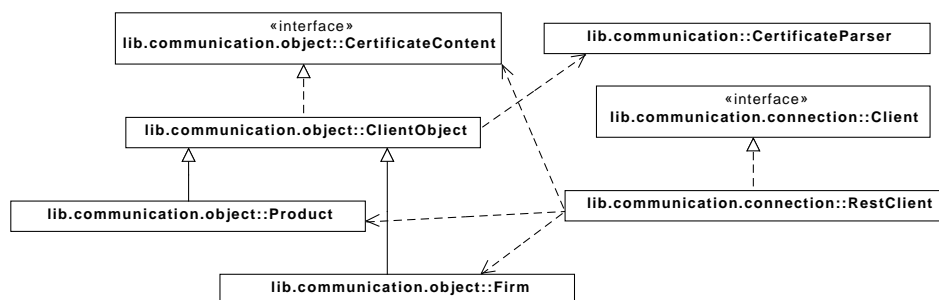 «interface»
lib.communication.object::CertificateContent
lib.communication::CertificateParser
«interface»
lib.communication.connection::Client
lib.communication.object::ClientObject
lib.communication.connection::RestClient
lib.communication.object::Product
lib.communication.object::Firm